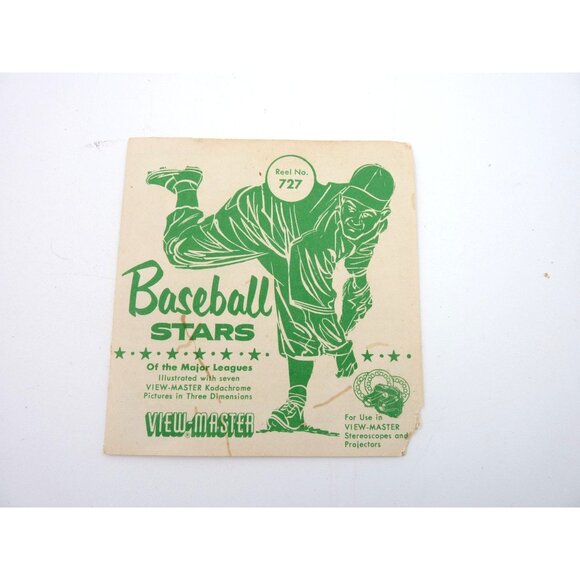 Reel No.
727
Baseball
STARS
Of the Major Leagues
Illustrated with seven
VIEW-MASTER Kodachrome
Pictures in Three Dimensions
VIEW-MASTER
For Use in
VIEW-MASTER
Stereoscopes and
Projectors